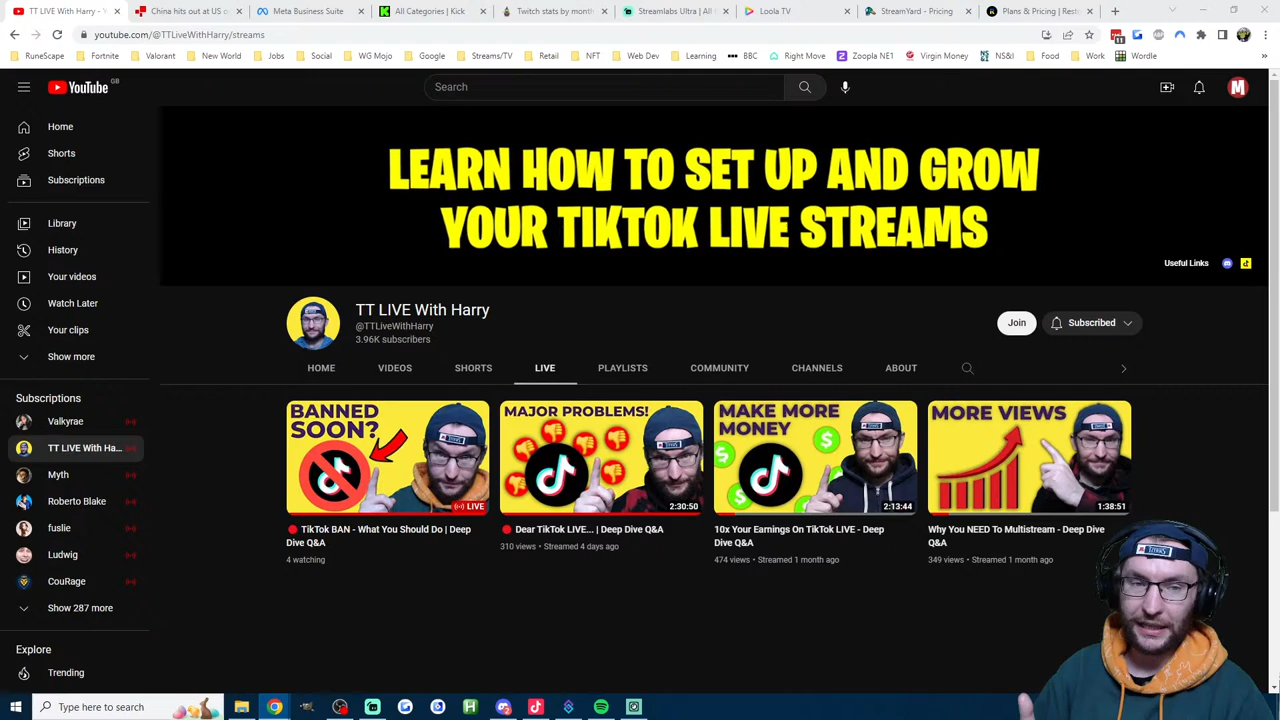 TT LIVE With Harry - Yo
China hits out at US o
Meta Business Suite
All Categories | Kick
Twitch stats by month
Streamlabs Ultra | All
Loola TV
StreamYard - Pricing
Plans & Pricing | Rest
youtube.com/@TTLiveWithHarry/streams
RuneScape
Valorant
Fortnite
WG Mojo
Web Dev
Jobs
Social
Google
Streams/TV
Retail
NFT
Learning
BBC
Right Move
Zoopla NE1
Virgin Money
NS&I
Food
Work
Wordle
YouTube GB
Search
M
Home
Shorts
Subscriptions
Library
History
Your videos
Watch Later
Your clips
Show more
Subscriptions
Valkyrae
TT LIVE With Ha...
Myth
Roberto Blake
fuslie
Ludwig
CouRage
Show 287 more
Explore
Trending
LEARN HOW TO SET UP AND GROW
YOUR TIKTOK LIVE STREAMS
Useful Links
TT LIVE With Harry
@TTLiveWithHarry
3.96K subscribers
Join
Subscribed
HOME VIDEOS SHORTS LIVE PLAYLISTS COMMUNITY CHANNELS ABOUT
BANNED
SOON?
LIVE
🔴 TikTok BAN - What You Should Do | Deep
Dive Q&A
4 watching
MAJOR PROBLEMS!
2:30:50
🔴 Dear TikTok LIVE... | Deep Dive Q&A
310 views • Streamed 4 days ago
MAKE MORE
MONEY
2:13:44
10x Your Earnings On TikTok LIVE - Deep
Dive Q&A
474 views • Streamed 1 month ago
MORE VIEWS
1:38:51
Why You NEED To Multistream - Deep Dive
Q&A
349 views • Streamed 1 month ago
Type here to search